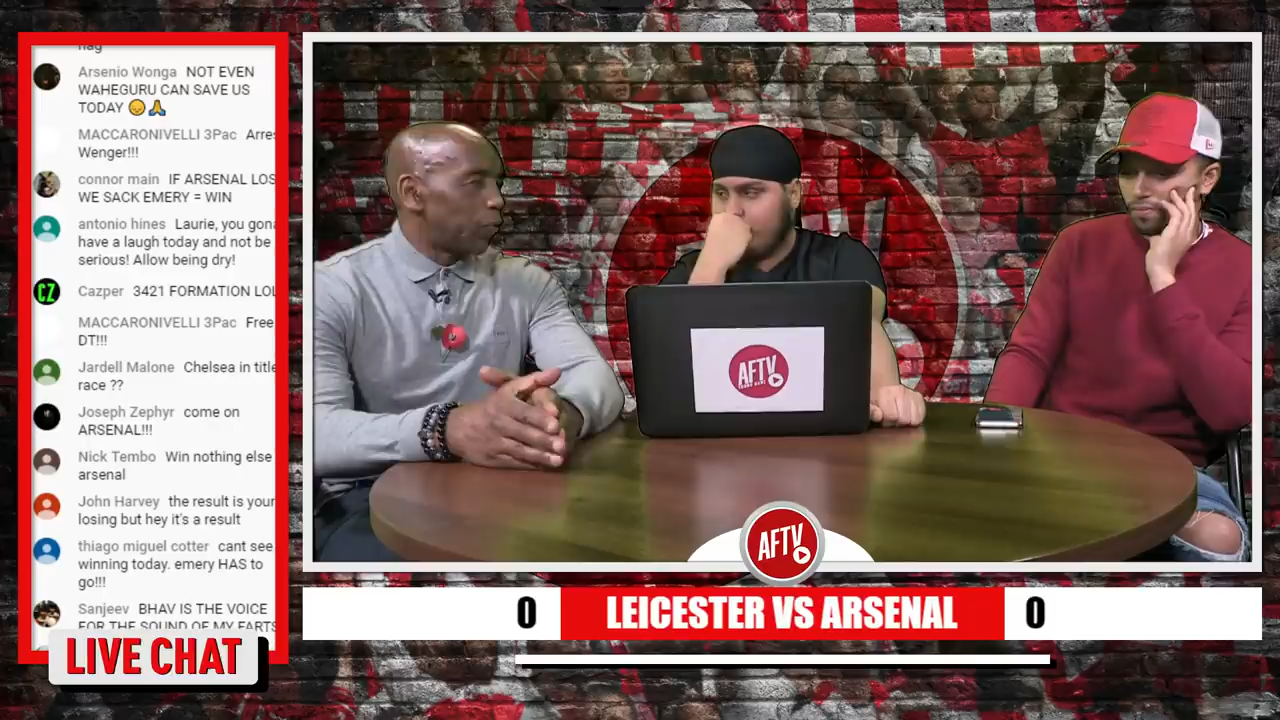 Arsenio Wonga NOT EVEN
WAHEGURU CAN SAVE US
TODAY 😔🙏
MACCARONIVELLI 3Pac Arres
Wenger!!!
connor main IF ARSENAL LOS
WE SACK EMERY = WIN
antonio hines Laurie, you gona
have a laugh today and not be
serious! Allow being dry!
CZ
Cazper 3421 FORMATION LOL
MACCARONIVELLI 3Pac Free
DT!!!
Jardell Malone Chelsea in title
race ??
Joseph Zephyr come on
ARSENAL!!!
Nick Tembo Win nothing else
arsenal
John Harvey the result is your
losing but hey it's a result
thiago miguel cotter cant see
winning today. emery HAS to
go!!!
Sanjeev BHAV IS THE VOICE
FOR THE SOUND OF MY FARTS
LIVE CHAT
AFTV
AFTV
0 LEICESTER VS ARSENAL 0